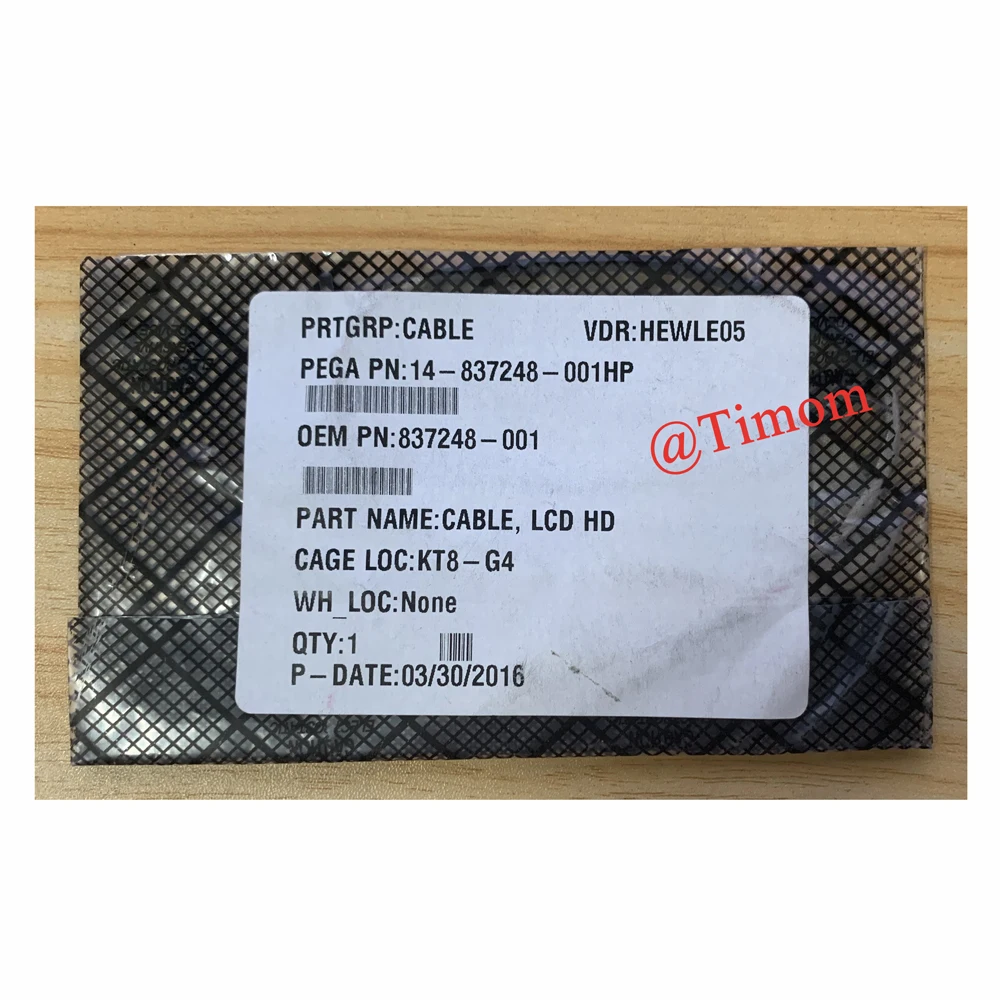 PRTGRP:CABLE VDR:HEWLE05
PEGA PN:14-837248-001HP
@Timom
OEM PN:837248-001
PART NAME:CABLE, LCD HD
CAGE LOC:KT8-G4
WH_LOC:None
QTY:1
P-DATE:03/30/2016